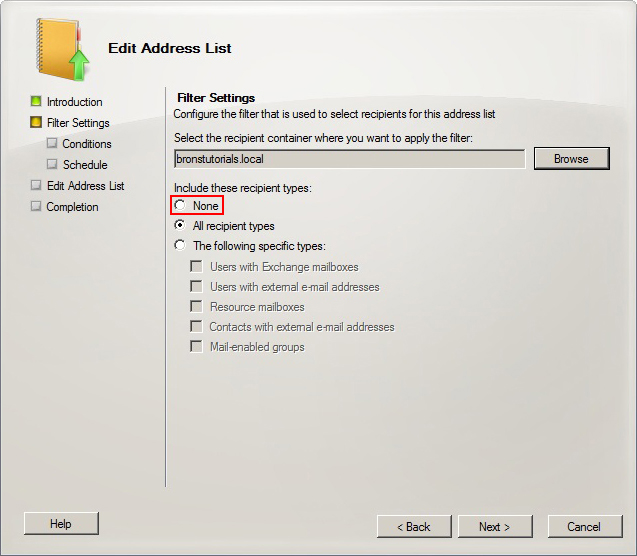 Edit Address List
Introduction
Filter Settings
Conditions
Schedule
Edit Address List
Completion
Filter Settings
Configure the filter that is used to select recipients for this address list
Select the recipient container where you want to apply the filter:
bronstutorials.local
Browse
Include these recipient types:
None
All recipient types
The following specific types:
Users with Exchange mailboxes
Users with external e-mail addresses
Resource mailboxes
Contacts with external e-mail addresses
Mail-enabled groups
Help
< Back
Next >
Cancel